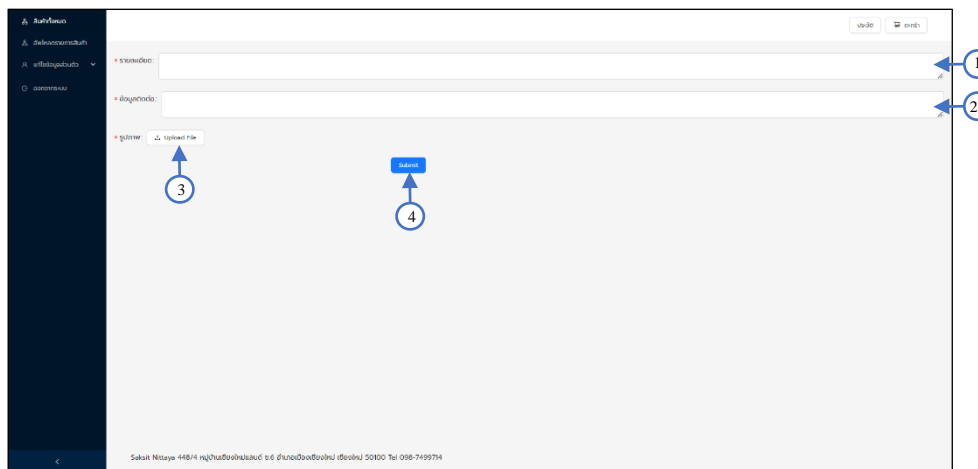 สินค้าทั้งหมด
อัพโหลดรายการสินค้า
แก้ไขข้อมูลส่วนตัว
ออกจากระบบ
ประวัติ
ตะกร้า
* รายละเอียด :
1
* ข้อมูลติดต่อ :
2
* รูปภาพ : Upload File
Submit
3
4
Saksit Nittaya 448/4 หมู่บ้านเชียงใหม่แลนด์ ซ.6 อำเภอเมืองเชียงใหม่ เชียงใหม่ 50100 Tel 098-7499714